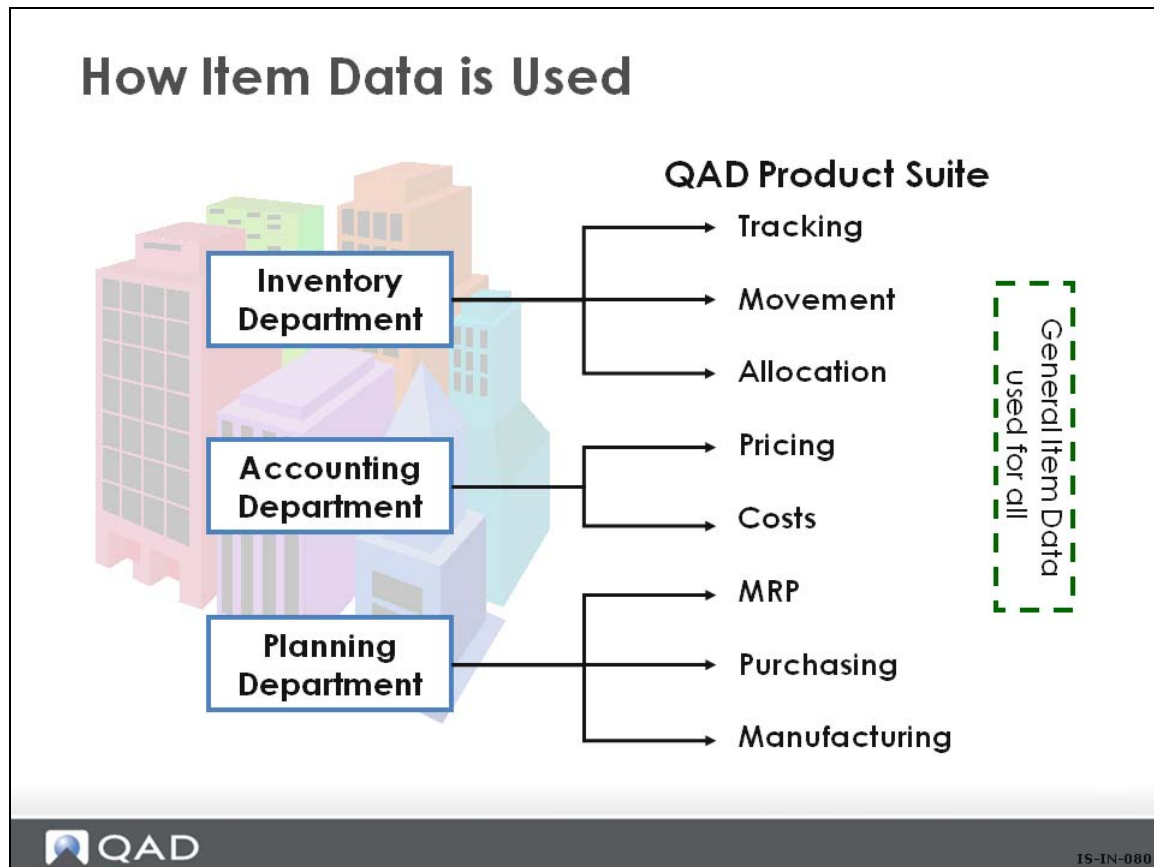 How Item Data is Used
QAD Product Suite
Inventory
Department
Tracking
Movement
Allocation
Accounting
Department
Pricing
Costs
Planning
Department
MRP
Purchasing
Manufacturing
General Item Data
used for all
QAD
IS-IN-080